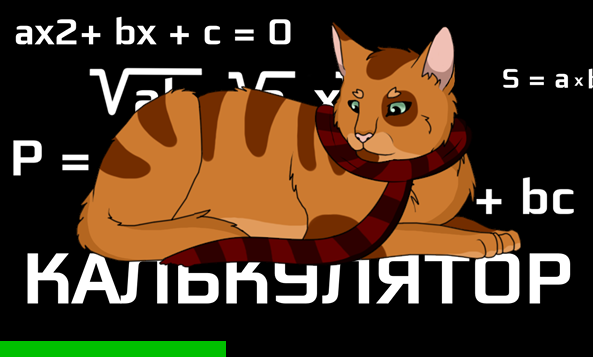 ax2+ bx + c = 0
S = a x b
P =
+ bc
КАЛЬКУЛЯТОР